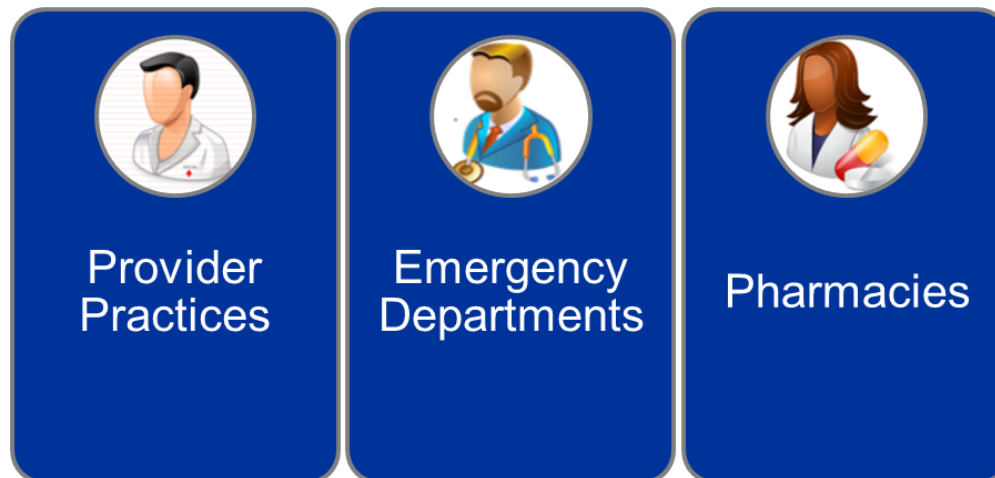 Provider
Practices
Emergency
Departments
Pharmacies